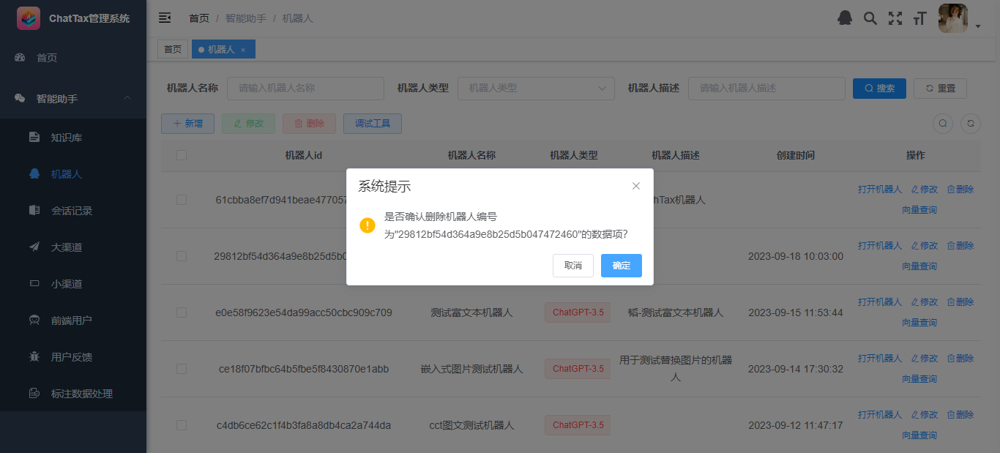 ChatTax管理系统
首页
智能助手
知识库
机器人
会话记录
大渠道
小渠道
前端用户
用户反馈
标注数据处理
首页 / 智能助手 / 机器人
首页
机器人 ×
机器人名称 请输入机器人名称 机器人类型 机器人类型 机器人描述 请输入机器人描述 搜索 重置
新增 修改 删除 调试工具
机器人id 机器人名称 机器人类型 机器人描述 创建时间 操作
61cbba8ef7d941beae47705 hTax机器人 打开机器人 修改 删除
向量查询
29812bf54d364a9e8b25d5b0 2023-09-18 10:03:00 打开机器人 修改 删除
向量查询
e0e58f9623e54da99acc50cbc909c709 测试富文本机器人 ChatGPT-3.5 韬-测试富文本机器人 2023-09-15 11:53:44 打开机器人 修改 删除
向量查询
ce18f07bfbc64b5fbe5f8430870e1abb 嵌入式图片测试机器人 ChatGPT-3.5 用于测试替换图片的机器人 2023-09-14 17:30:32 打开机器人 修改 删除
向量查询
c4db6ce62c1f4b3fa8a8db4ca2a744da cct图文测试机器人 ChatGPT-3.5 2023-09-12 11:47:17 打开机器人 修改 删除
向量查询
系统提示
是否确认删除机器人编号
为"29812bf54d364a9e8b25d5b047472460"的数据项?
取消 确定